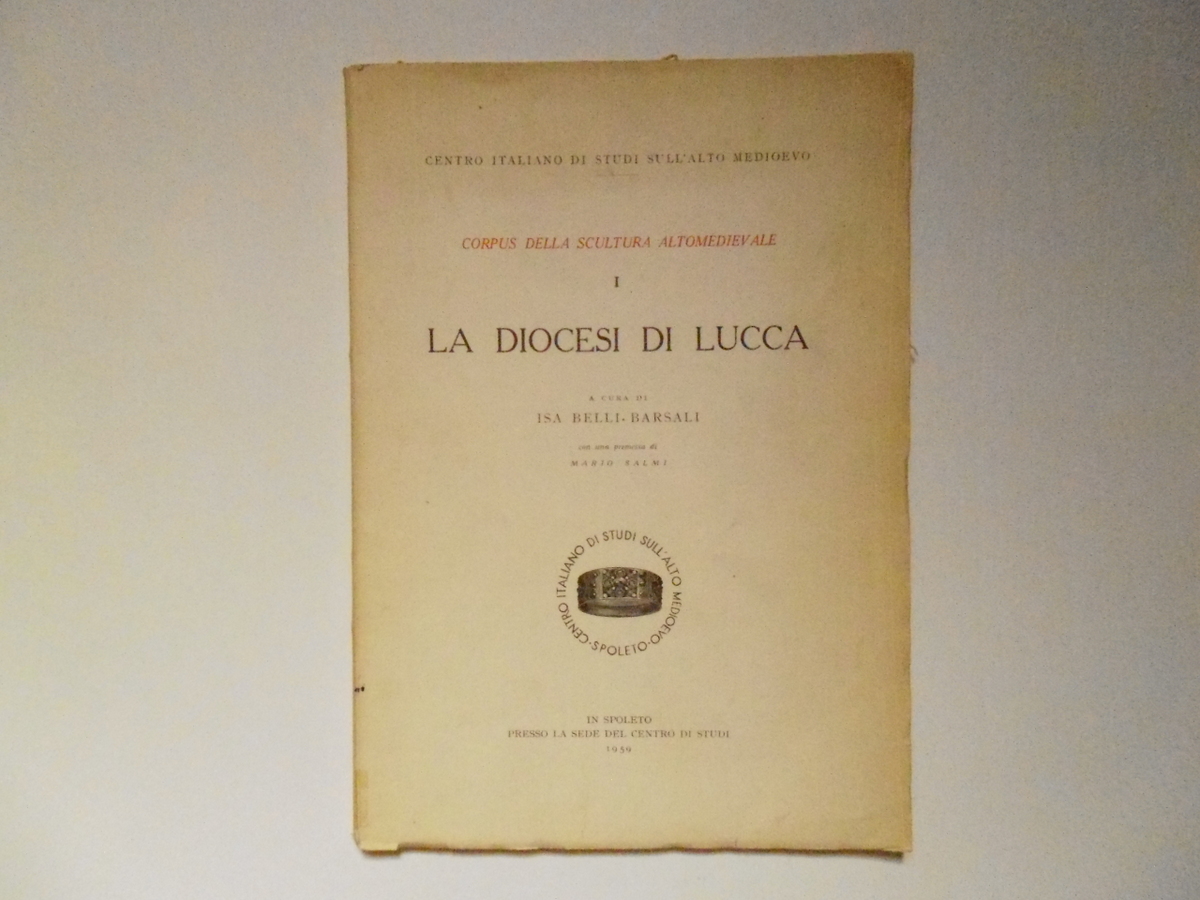 CENTRO ITALIANO DI STUDI SULL'ALTO MEDIOEVO
CORPUS DELLA SCULTURA ALTOMEDIEVALE
I
LA DIOCESI DI LUCCA
A CURA DI
ISA BELLI-BARSALI
con una premessa di
MARIO SALMI
CENTRO ITALIANO DI STUDI SULL'ALTO MEDIOEVO · SPOLETO ·
IN SPOLETO
PRESSO LA SEDE DEL CENTRO DI STUDI
1959